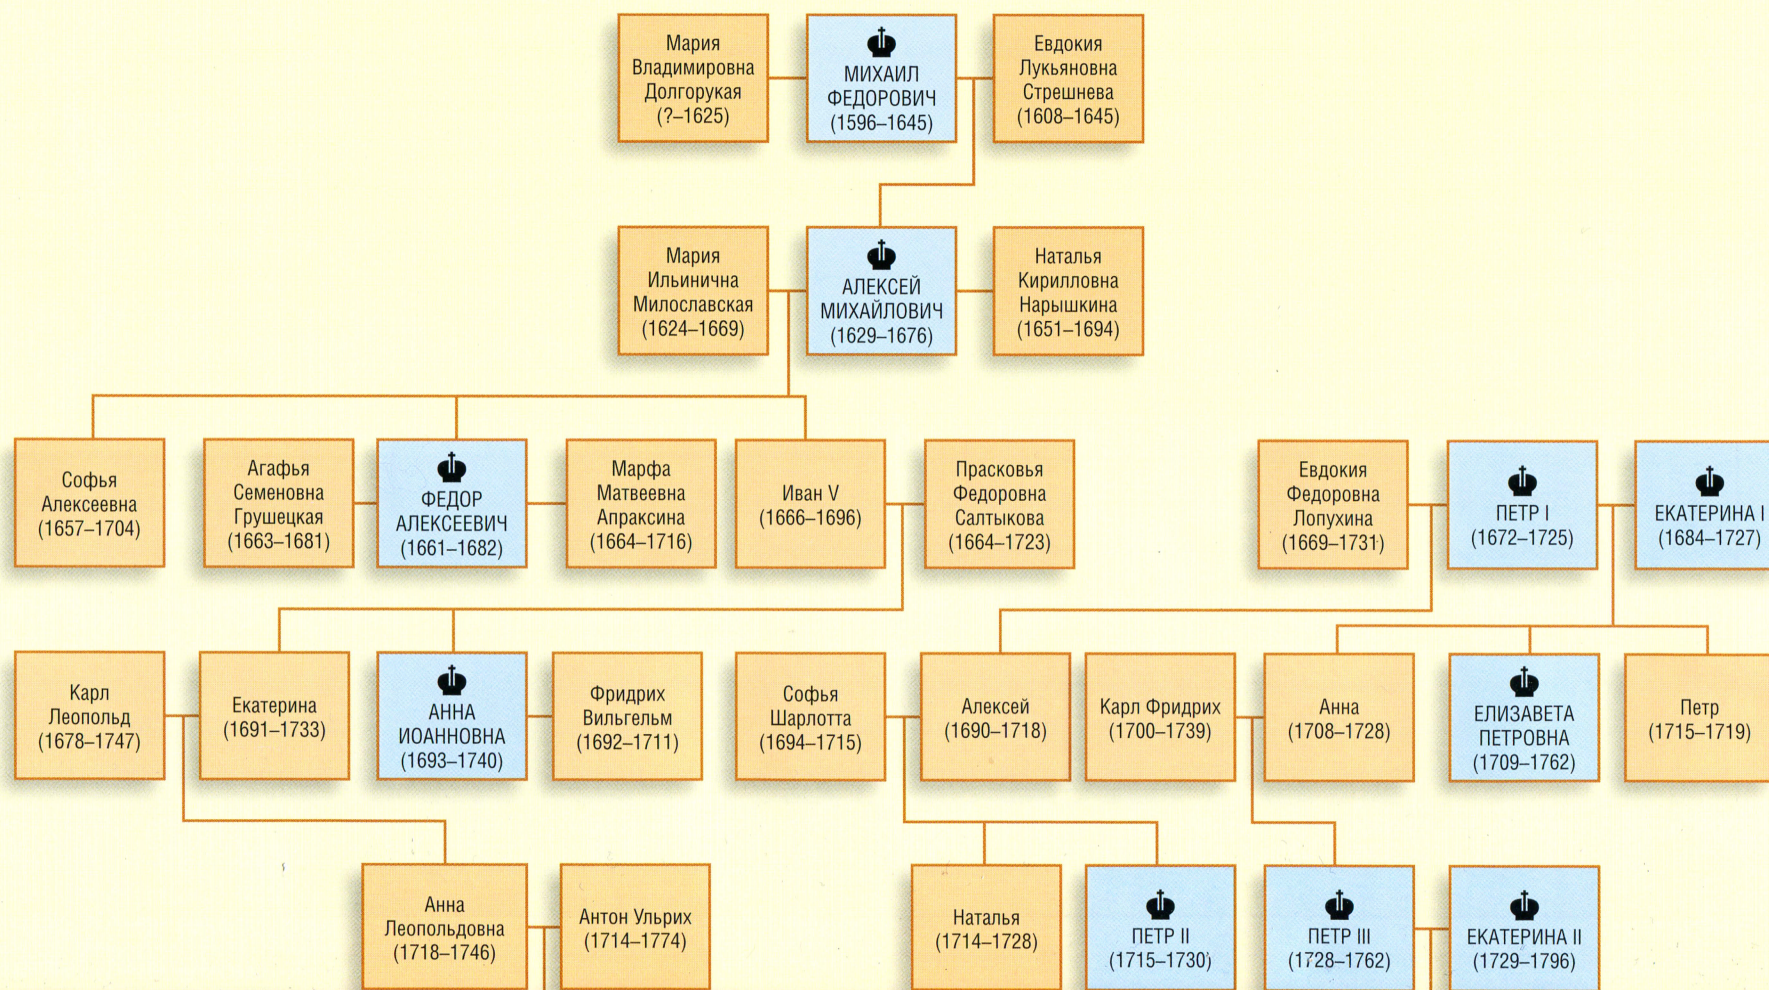 Мария
Владимировна
Долгорукая
(?–1625)
МИХАИЛ
ФЕДОРОВИЧ
(1596–1645)
Евдокия
Лукьяновна
Стрешнева
(1608–1645)
Мария
Ильинична
Милославская
(1624–1669)
АЛЕКСЕЙ
МИХАЙЛОВИЧ
(1629–1676)
Наталья
Кирилловна
Нарышкина
(1651–1694)
Софья
Алексеевна
(1657–1704)
Агафья
Семеновна
Грушецкая
(1663–1681)
ФЕДОР
АЛЕКСЕЕВИЧ
(1661–1682)
Марфа
Матвеевна
Апраксина
(1664–1716)
Иван V
(1666–1696)
Прасковья
Федоровна
Салтыкова
(1664–1723)
Евдокия
Федоровна
Лопухина
(1669–1731)
ПЕТР I
(1672–1725)
ЕКАТЕРИНА I
(1684–1727)
Карл
Леопольд
(1678–1747)
Екатерина
(1691–1733)
АННА
ИОАННОВНА
(1693–1740)
Фридрих
Вильгельм
(1692–1711)
Софья
Шарлотта
(1694–1715)
Алексей
(1690–1718)
Карл Фридрих
(1700–1739)
Анна
(1708–1728)
ЕЛИЗАВЕТА
ПЕТРОВНА
(1709–1762)
Петр
(1715–1719)
Анна
Леопольдовна
(1718–1746)
Антон Ульрих
(1714–1774)
Наталья
(1714–1728)
ПЕТР II
(1715–1730)
ПЕТР III
(1728–1762)
ЕКАТЕРИНА II
(1729–1796)